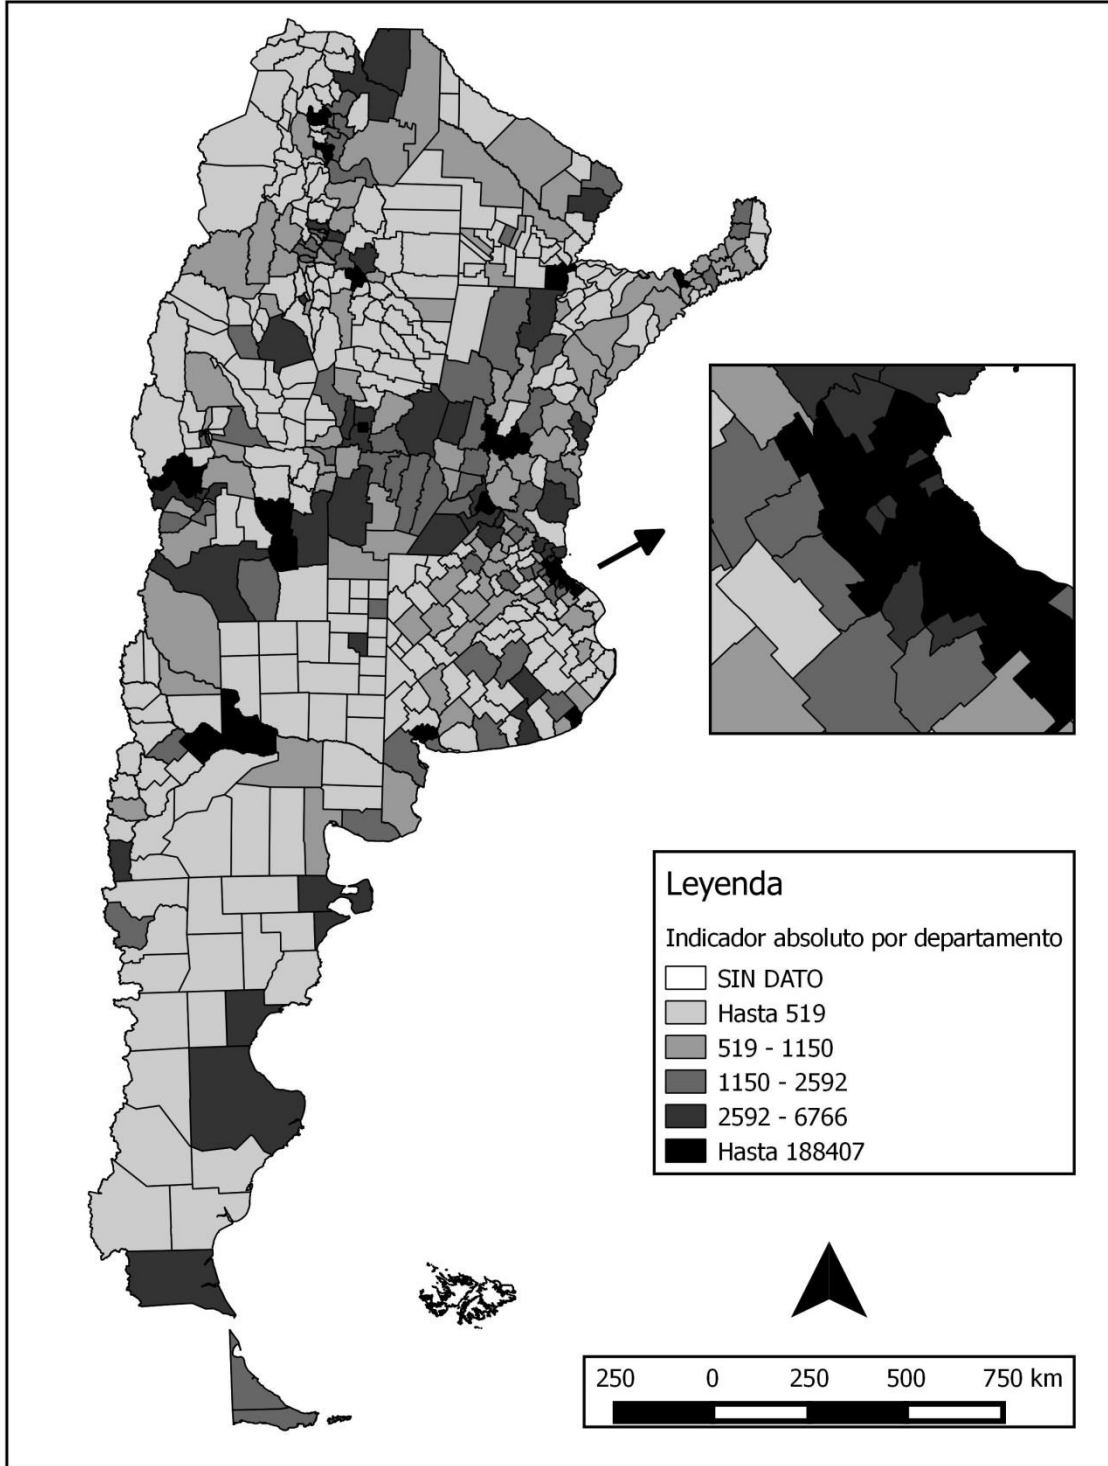 Leyenda
Indicador absoluto por departamento
SIN DATO
Hasta 519
519 - 1150
1150 - 2592
2592 - 6766
Hasta 188407
250 0 250 500 750 km